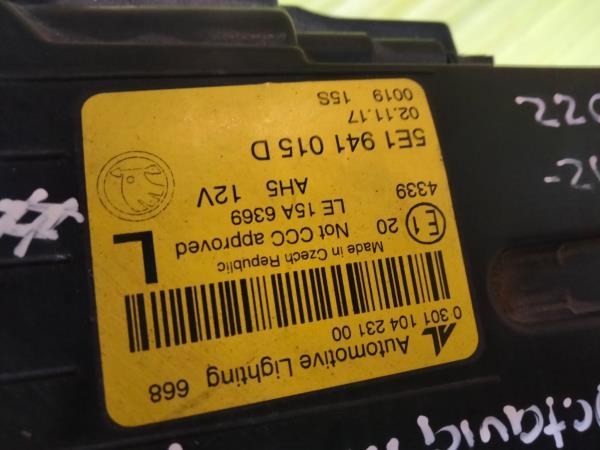 Automotive Lighting 668
0 301 104 231 00
Made in Czech Republic
Not CCC approved
E1 20
L
LE 15A 6369
4339
AH5 12V
5E1 941 015 D
02.11.17
0019 15S
220